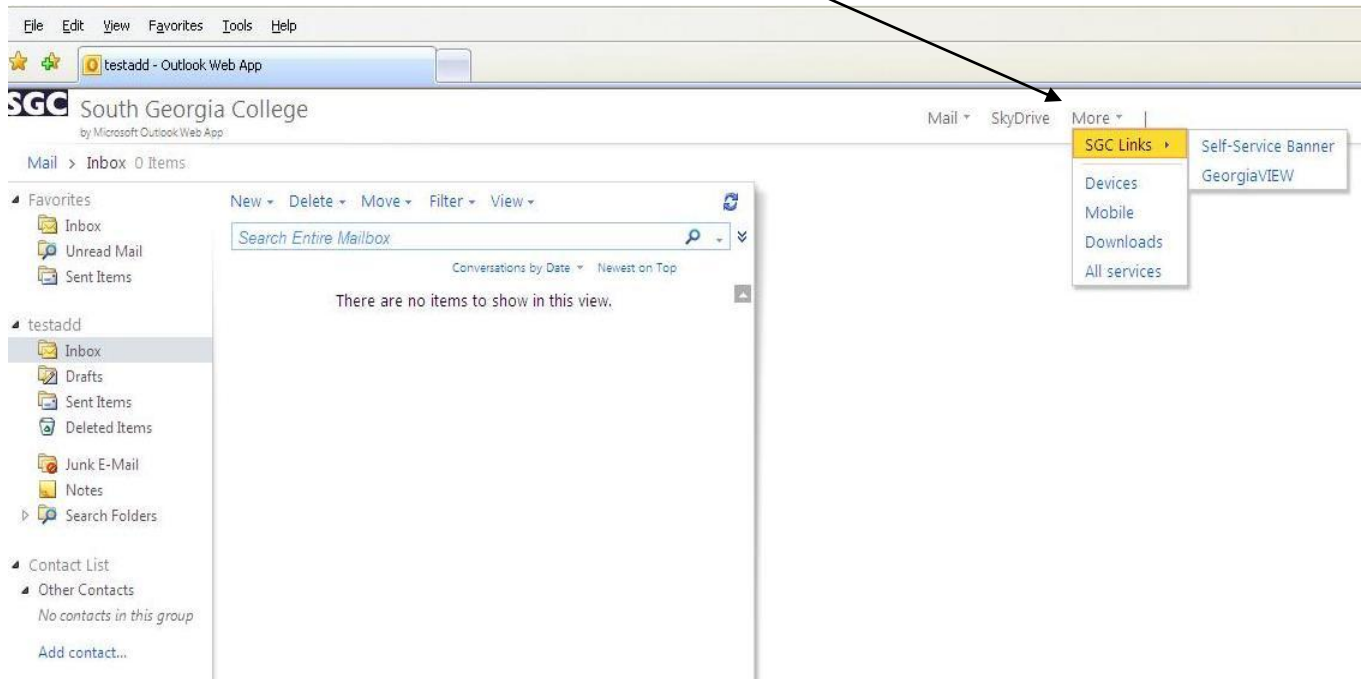 File Edit View Favorites Tools Help
testadd - Outlook Web App
SGC South Georgia College
by Microsoft Outlook Web App
Mail SkyDrive More |
SGC Links
Self-Service Banner
GeorgiaVIEW
Devices
Mobile
Downloads
All services
Mail > Inbox 0 Items
Favorites
Inbox
Unread Mail
Sent Items
testadd
Inbox
Drafts
Sent Items
Deleted Items
Junk E-Mail
Notes
Search Folders
Contact List
Other Contacts
No contacts in this group
Add contact...
New Delete Move Filter View
Search Entire Mailbox
Conversations by Date Newest on Top
There are no items to show in this view.